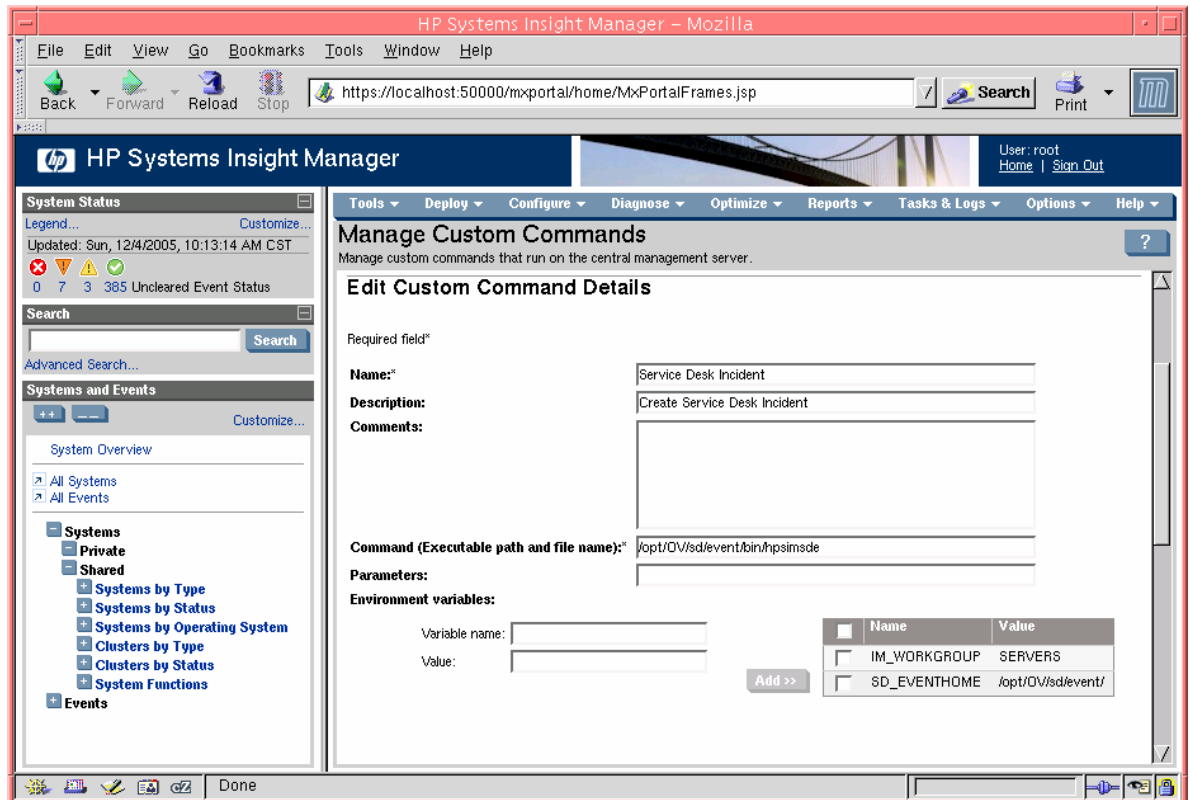 HP Systems Insight Manager – Mozilla
File Edit View Go Bookmarks Tools Window Help
Back Forward Reload Stop https://localhost:50000/mxportal/home/MxPortalFrames.jsp Search Print
hp HP Systems Insight Manager
User: root
Home | Sign Out
System Status
Legend... Customize...
Updated: Sun, 12/4/2005, 10:13:14 AM CST
0 7 3 385 Uncleared Event Status
Search
Search
Advanced Search...
Systems and Events
++ -- Customize...
System Overview
All Systems
All Events
Systems
Private
Shared
Systems by Type
Systems by Status
Systems by Operating System
Clusters by Type
Clusters by Status
System Functions
Events
Tools Deploy Configure Diagnose Optimize Reports Tasks & Logs Options Help
Manage Custom Commands ?
Manage custom commands that run on the central management server.
Edit Custom Command Details
Required field*
Name:* Service Desk Incident
Description: Create Service Desk Incident
Comments:
Command (Executable path and file name):* /opt/OV/sd/event/bin/hpsimsde
Parameters:
Environment variables:
Variable name:
Value:
Add >>
Name Value
IM_WORKGROUP SERVERS
SD_EVENTHOME /opt/OV/sd/event/
Done